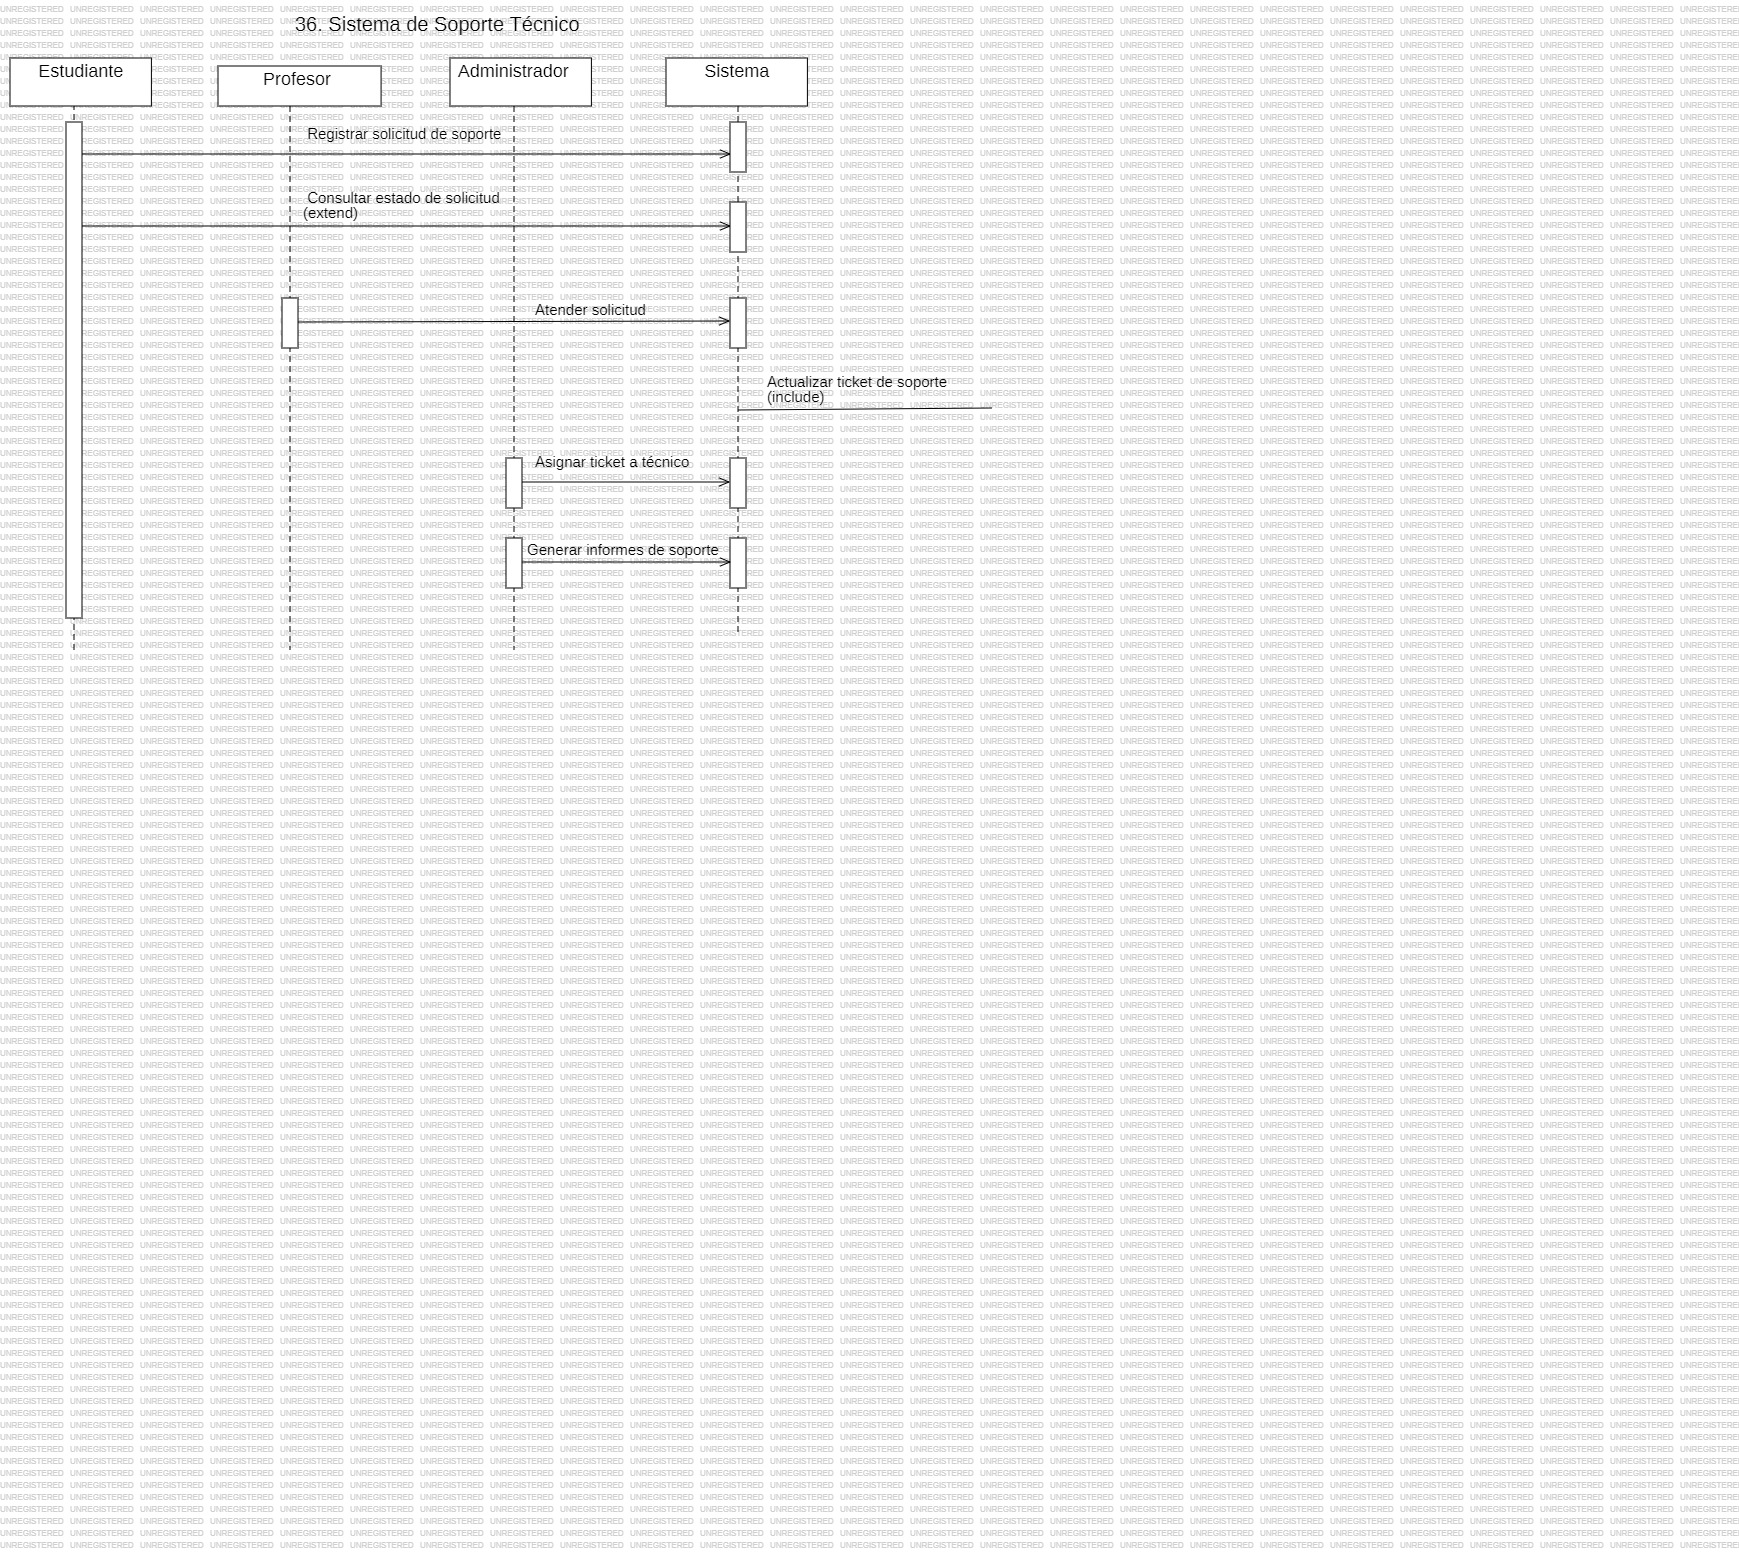 36. Sistema de Soporte Técnico
Estudiante
Profesor
Administrador
Sistema
Registrar solicitud de soporte
Consultar estado de solicitud
(extend)
Atender solicitud
Actualizar ticket de soporte
(include)
Asignar ticket a técnico
Generar informes de soporte
UNREGISTERED